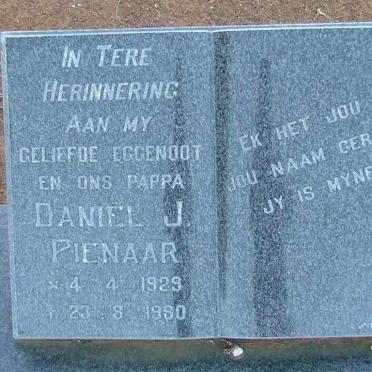 IN TERE
HERINNERING
AAN MY
GELIEFDE EGGENOOT
EN ONS PAPPA
DANIEL J.
PIENAAR
* 4 . 4 . 1929
† 23 . 8 . 1980
EK HET JOU
JOU NAAM GER
JY IS MYNE